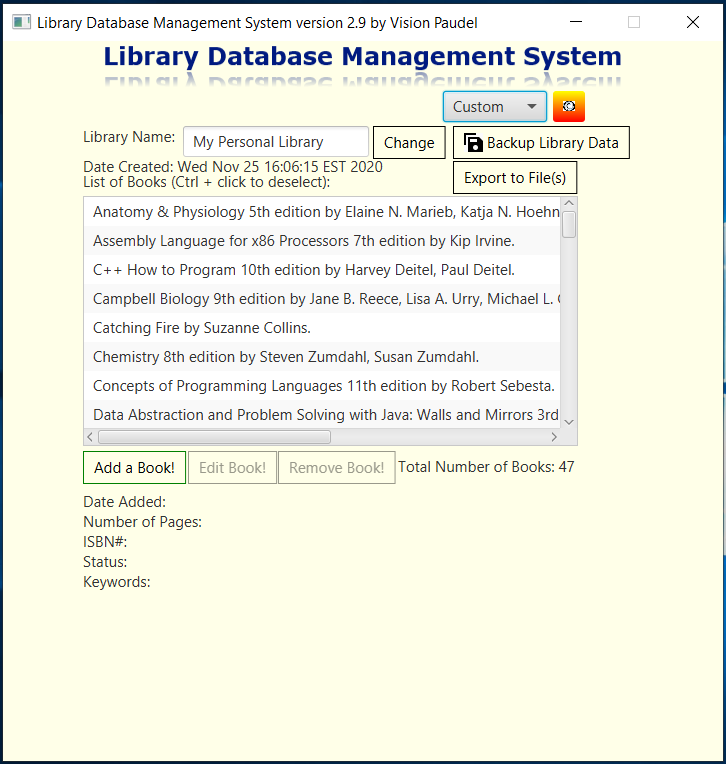 Library Database Management System version 2.9 by Vision Paudel
Library Database Management System
Custom
Library Name: My Personal Library Change Backup Library Data
Date Created: Wed Nov 25 16:06:15 EST 2020
List of Books (Ctrl + click to deselect): Export to File(s)
Anatomy & Physiology 5th edition by Elaine N. Marieb, Katja N. Hoehn
Assembly Language for x86 Processors 7th edition by Kip Irvine.
C++ How to Program 10th edition by Harvey Deitel, Paul Deitel.
Campbell Biology 9th edition by Jane B. Reece, Lisa A. Urry, Michael L.
Catching Fire by Suzanne Collins.
Chemistry 8th edition by Steven Zumdahl, Susan Zumdahl.
Concepts of Programming Languages 11th edition by Robert Sebesta.
Data Abstraction and Problem Solving with Java: Walls and Mirrors 3rd
Add a Book! Edit Book! Remove Book! Total Number of Books: 47
Date Added:
Number of Pages:
ISBN#:
Status:
Keywords: